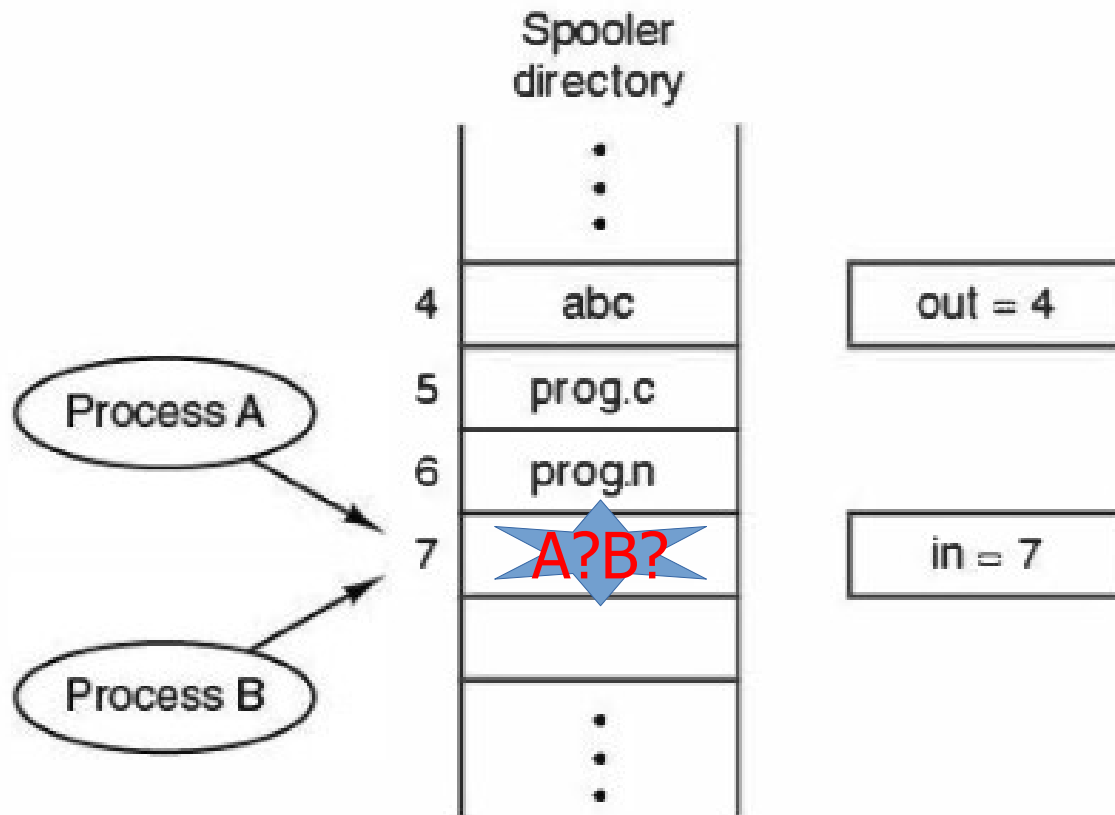 Spooler
directory
4 abc out = 4
Process A
5 prog.c
6 prog.n
7 A?B? in = 7
Process B